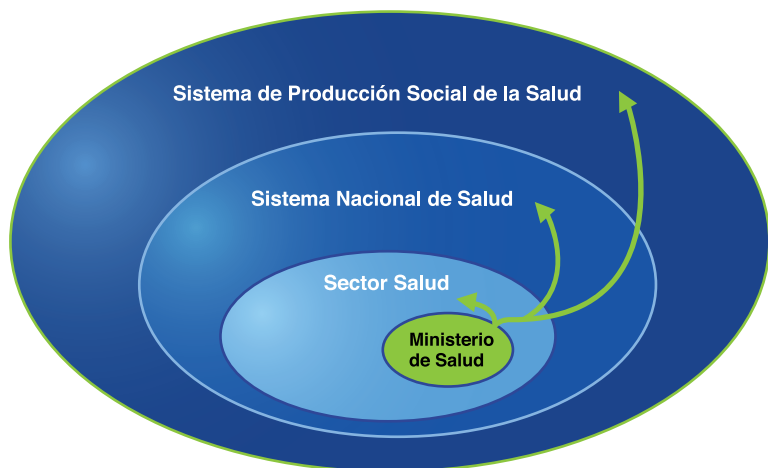 Sistema de Producción Social de la Salud
Sistema Nacional de Salud
Sector Salud
Ministerio
de Salud